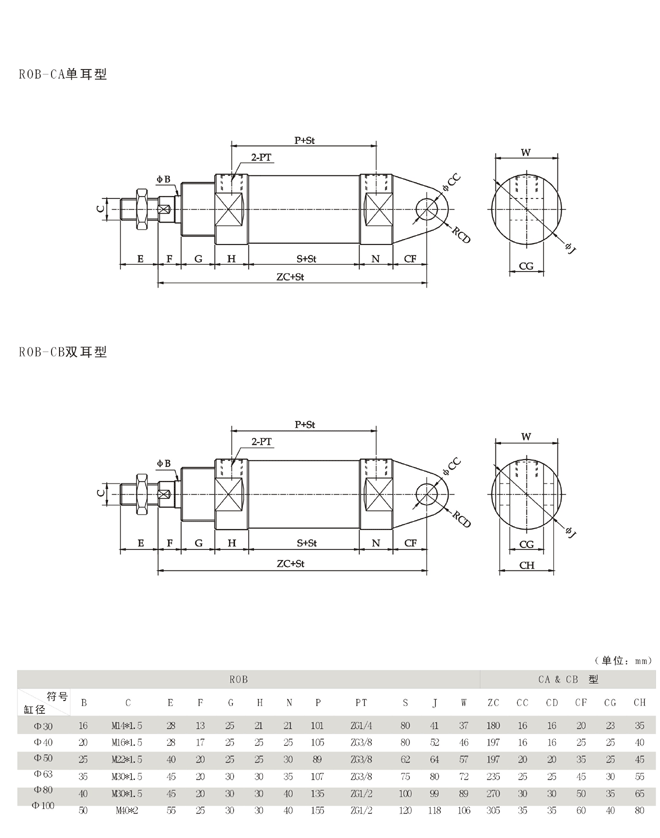 ROB-CA单耳型
P+St
2-PT
ΦB
C
ΦCC
RCD
E F G H S+St N CF
ZC+St
W
ΦJ
CG
ROB-CB双耳型
P+St
2-PT
ΦB
C
ΦCC
RCD
E F G H S+St N CF
ZC+St
W
ΦJ
CG
CH
(单位: mm)
ROB CA & CB 型
符号
缸径
B C E F G H N P PT S J W ZC CC CD CF CG CH
Φ30 16 M14*1.5 28 13 25 21 21 101 ZG1/4 80 41 37 180 16 16 20 23 35
Φ40 20 M16*1.5 28 17 25 25 25 105 ZG3/8 80 52 46 197 16 16 25 25 40
Φ50 25 M22*1.5 40 20 25 25 30 89 ZG3/8 62 64 57 197 20 20 35 25 45
Φ63 35 M30*1.5 45 20 30 30 35 107 ZG3/8 75 80 72 235 25 25 45 30 55
Φ80 40 M30*1.5 45 20 30 30 40 135 ZG1/2 100 99 89 270 30 30 50 35 65
Φ100 50 M40*2 55 25 30 30 40 155 ZG1/2 120 118 106 305 35 35 60 40 80